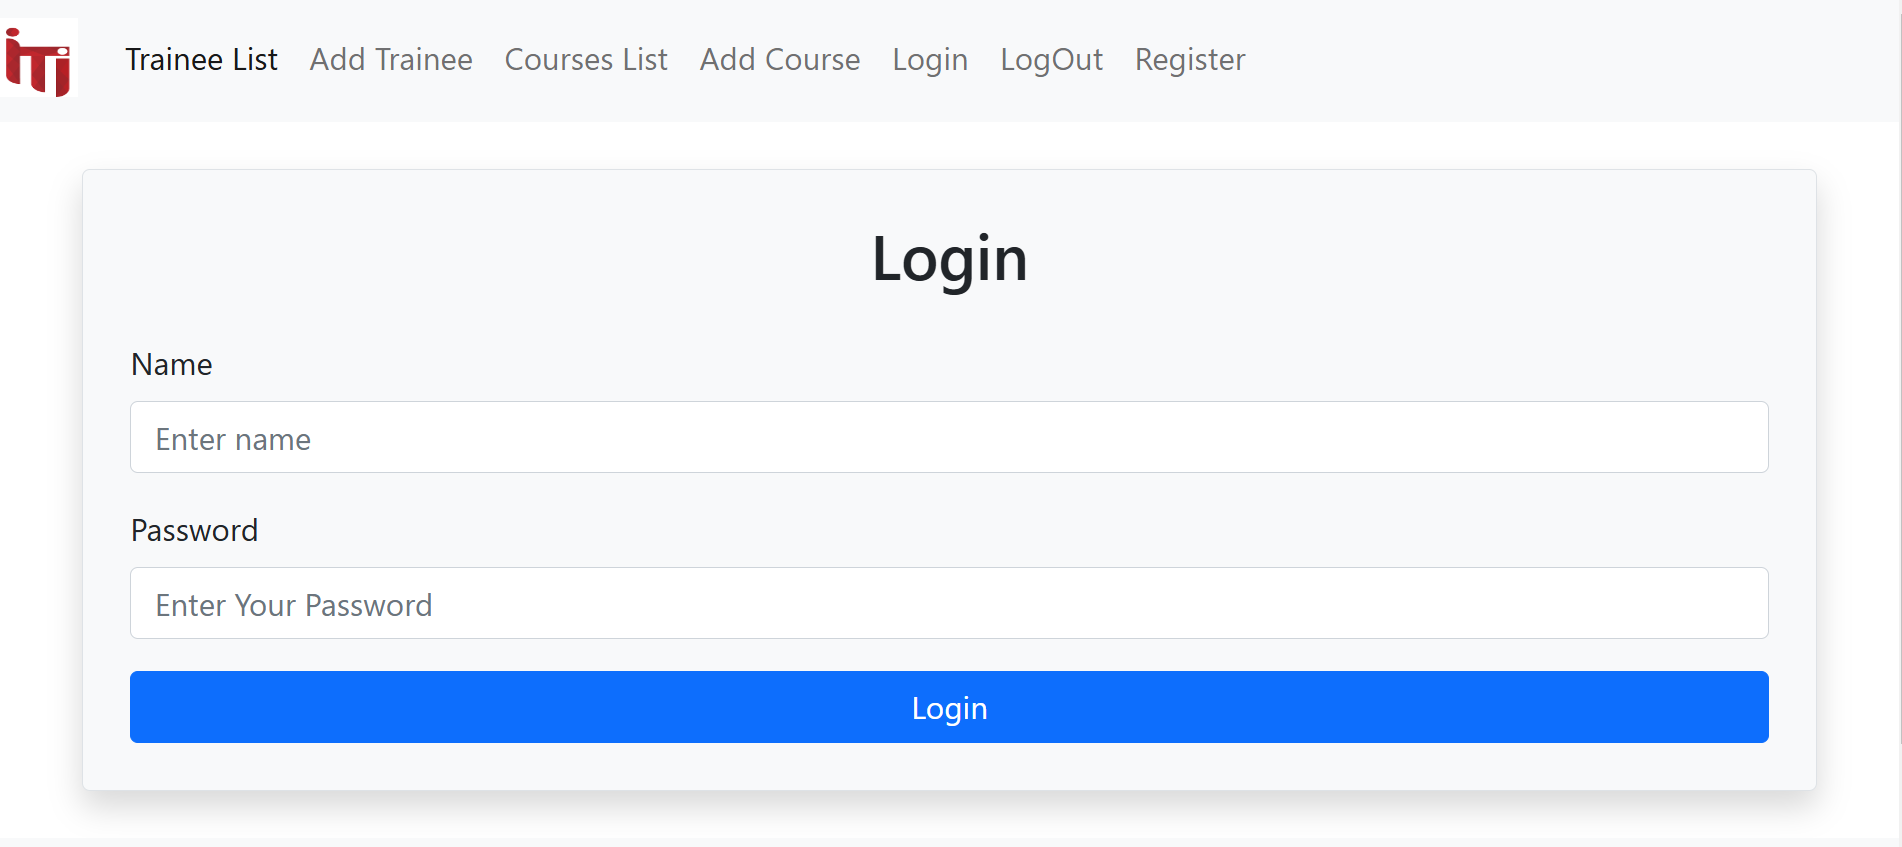 iTi
Trainee List Add Trainee Courses List Add Course Login LogOut Register
Login
Name
Enter name
Password
Enter Your Password
Login